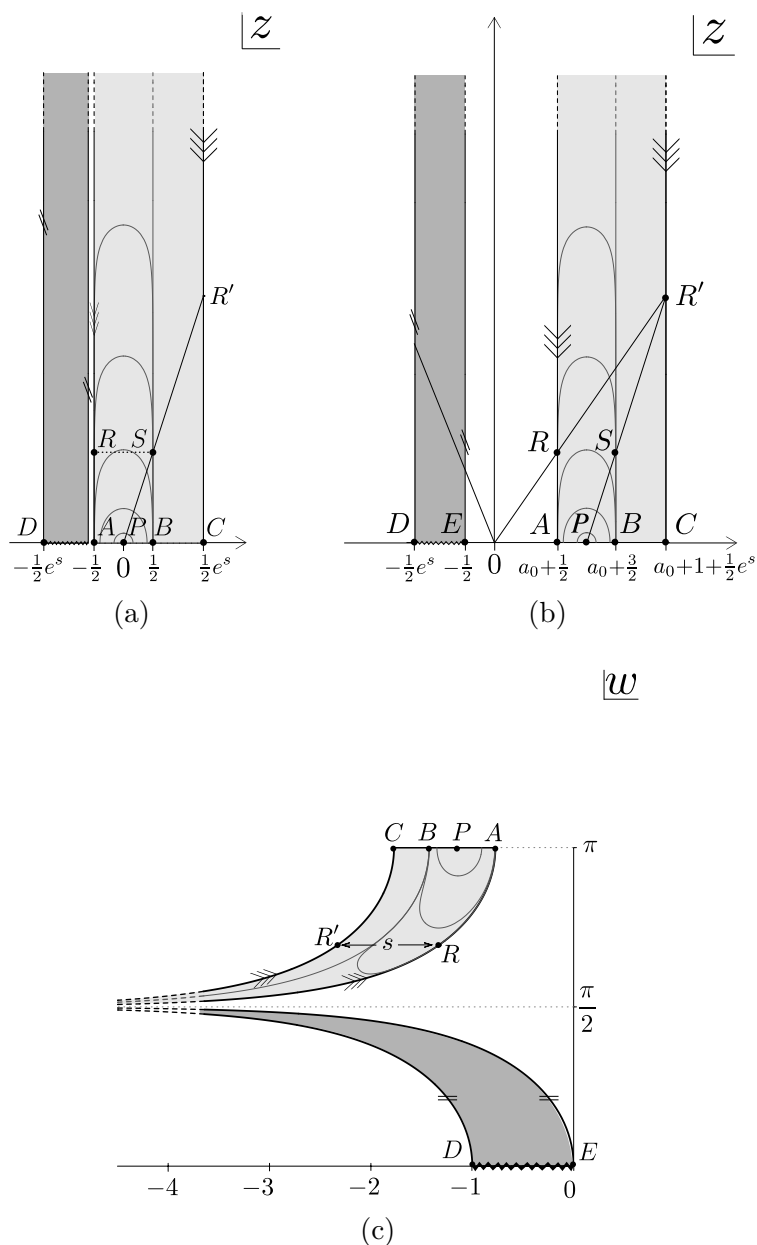 z
R'
R S
D A P B C
−½e^s −½ 0 ½ ½e^s
(a)
z
R'
R S
D E A P B C
−½e^s −½ 0 a₀+½ a₀+3/2 a₀+1+½e^s
(b)
w
C B P A π
R' s R
π/2
D E
−4 −3 −2 −1 0
(c)